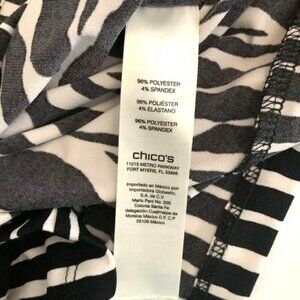 96% POLYESTER
4% SPANDEX
96% POLIÉSTER
4% ELASTANO
96% POLYESTER
4% SPANDEX
chico's
11215 METRO PARKWAY
FORT MYERS, FL 33966
Importado en México por:
Importadora Globastic,
S.A. de C.V.
Mario Pani No. 200
Colonia Santa Fe
delegación Cuajimalpa de
Morelos México D.F. C.P
05109 México